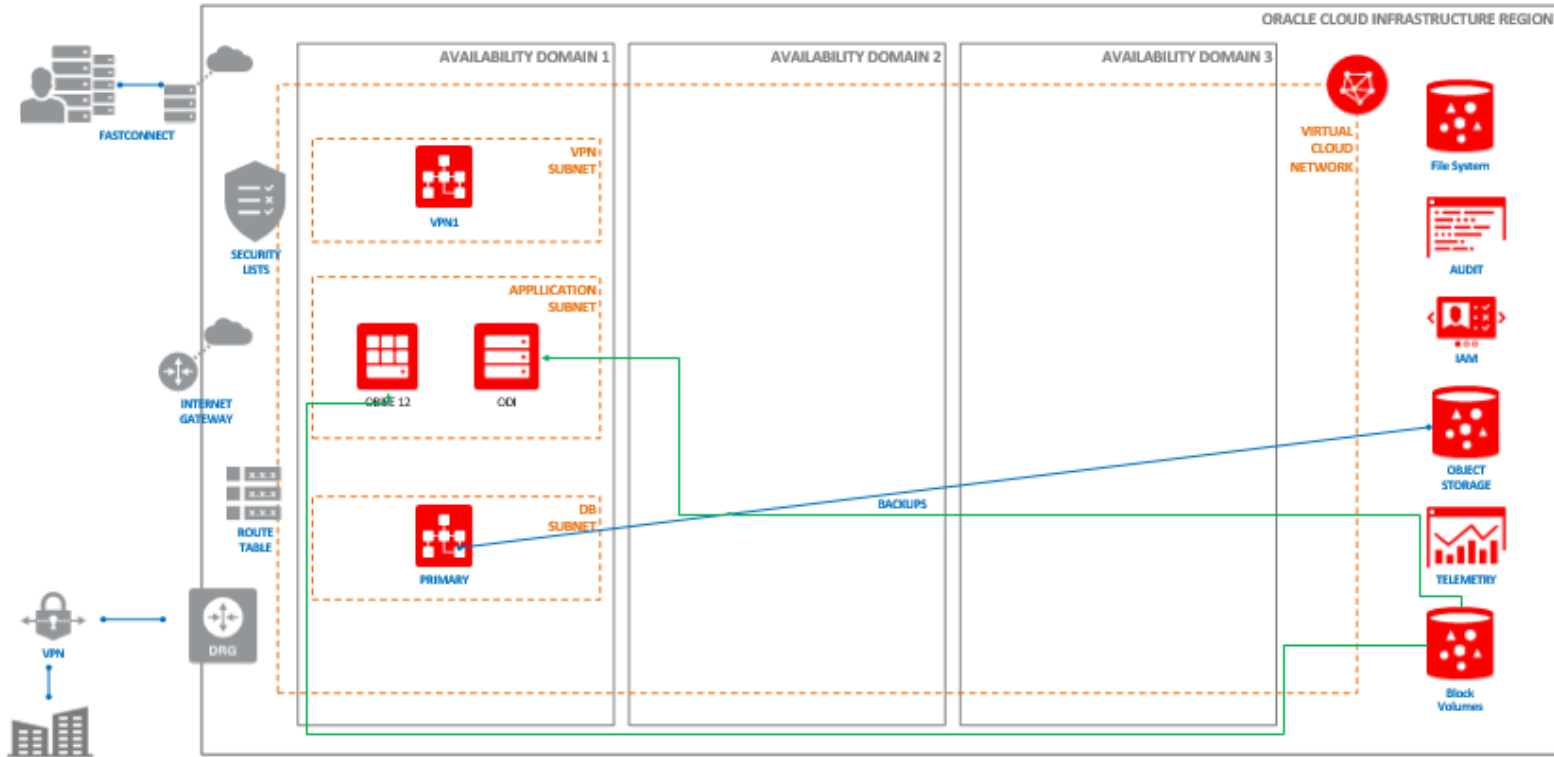 ORACLE CLOUD INFRASTRUCTURE REGION
AVAILABILITY DOMAIN 1
AVAILABILITY DOMAIN 2
AVAILABILITY DOMAIN 3
FASTCONNECT
VIRTUAL
CLOUD
NETWORK
File System
VPN
SUBNET
VPN1
SECURITY
LISTS
AUDIT
APPLLICATION
SUBNET
OBIEE 12
ODI
IAM
INTERNET
GATEWAY
OBJECT
STORAGE
x.x.x
x.x.x
x.x.x
ROUTE
TABLE
DB
SUBNET
PRIMARY
BACKUPS
TELEMETRY
DRG
VPN
Block
Volumes